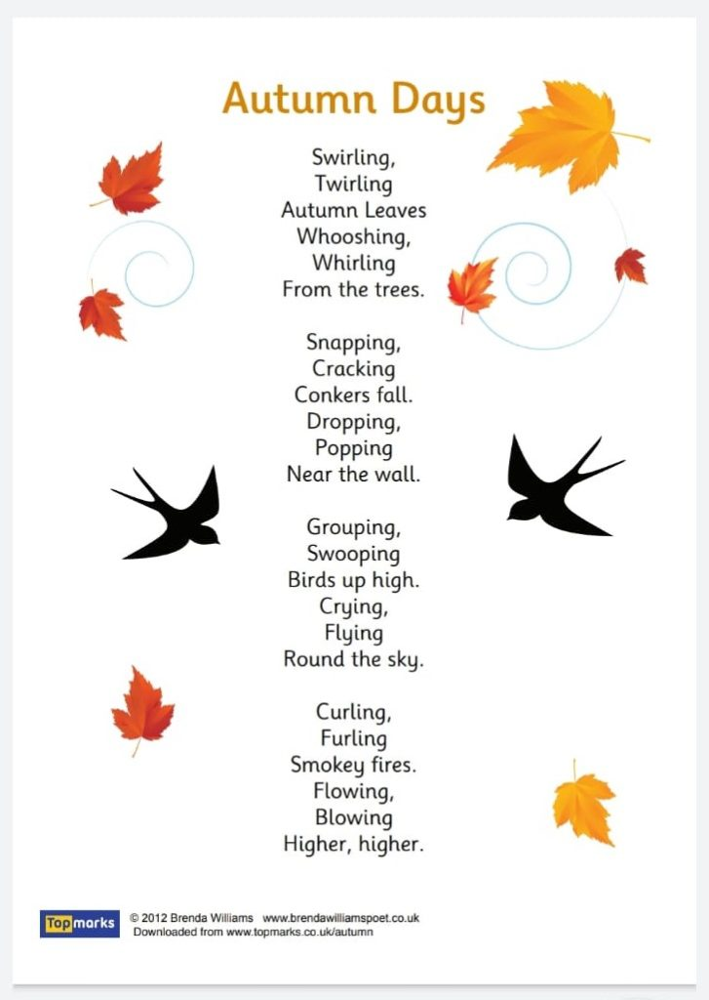 Autumn Days
Swirling,
Twirling
Autumn Leaves
Whooshing,
Whirling
From the trees.
Snapping,
Cracking
Conkers fall.
Dropping,
Popping
Near the wall.
Grouping,
Swooping
Birds up high.
Crying,
Flying
Round the sky.
Curling,
Furling
Smokey fires.
Flowing,
Blowing
Higher, higher.
Topmarks
© 2012 Brenda Williams www.brendawilliamspoet.co.uk
Downloaded from www.topmarks.co.uk/autumn